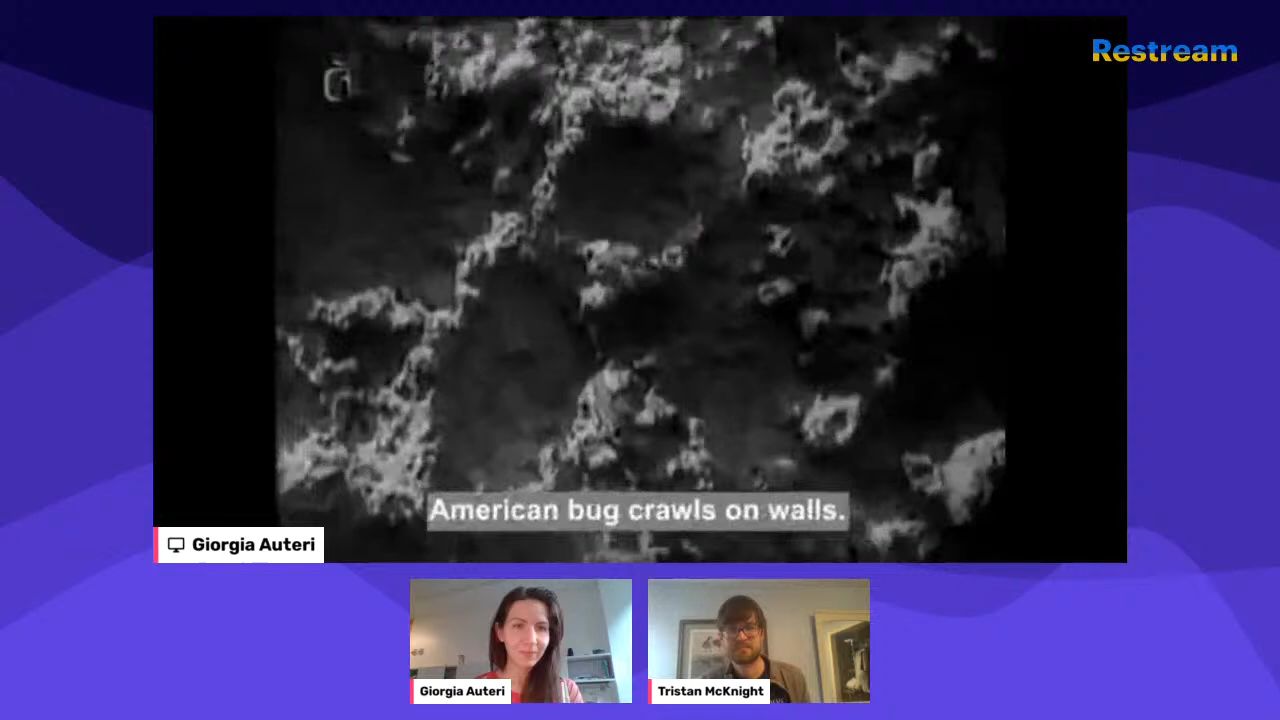 Restream
American bug crawls on walls.
Giorgia Auteri
Giorgia Auteri
Tristan McKnight